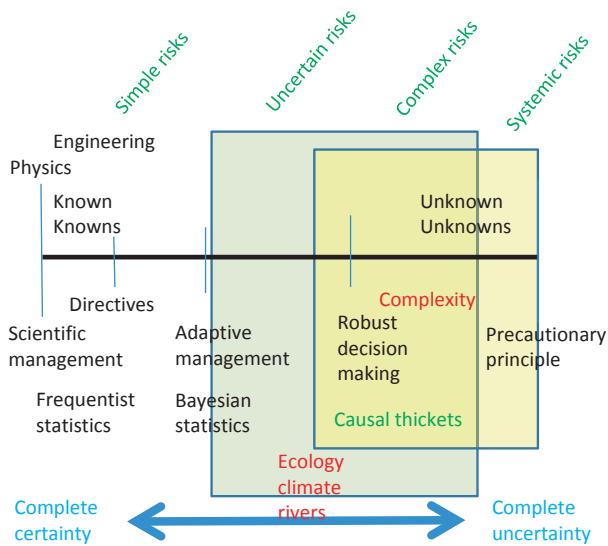 Simple risks
Uncertain risks
Complex risks
Systemic risks
Engineering
Physics
Known
Knowns
Unknown
Unknowns
Directives
Complexity
Scientific
management
Adaptive
management
Robust
decision
making
Precautionary
principle
Frequentist
statistics
Bayesian
statistics
Causal thickets
Ecology
climate
rivers
Complete
certainty
Complete
uncertainty